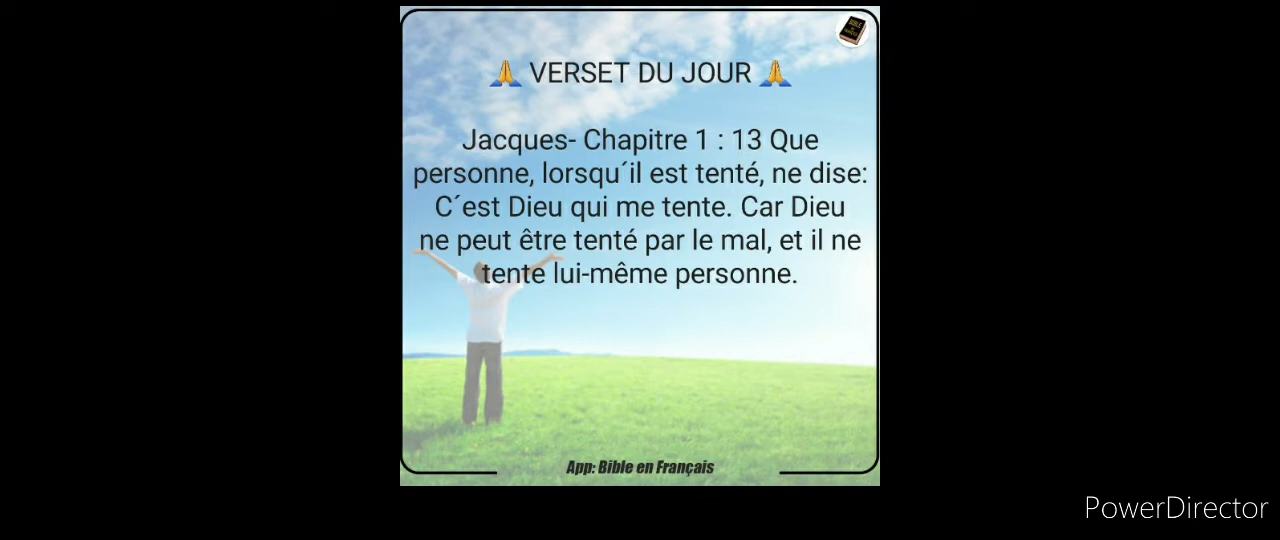 🙏 VERSET DU JOUR 🙏
Jacques- Chapitre 1 : 13 Que
personne, lorsqu´il est tenté, ne dise:
C´est Dieu qui me tente. Car Dieu
ne peut être tenté par le mal, et il ne
tente lui-même personne.
App: Bible en Français
PowerDirector